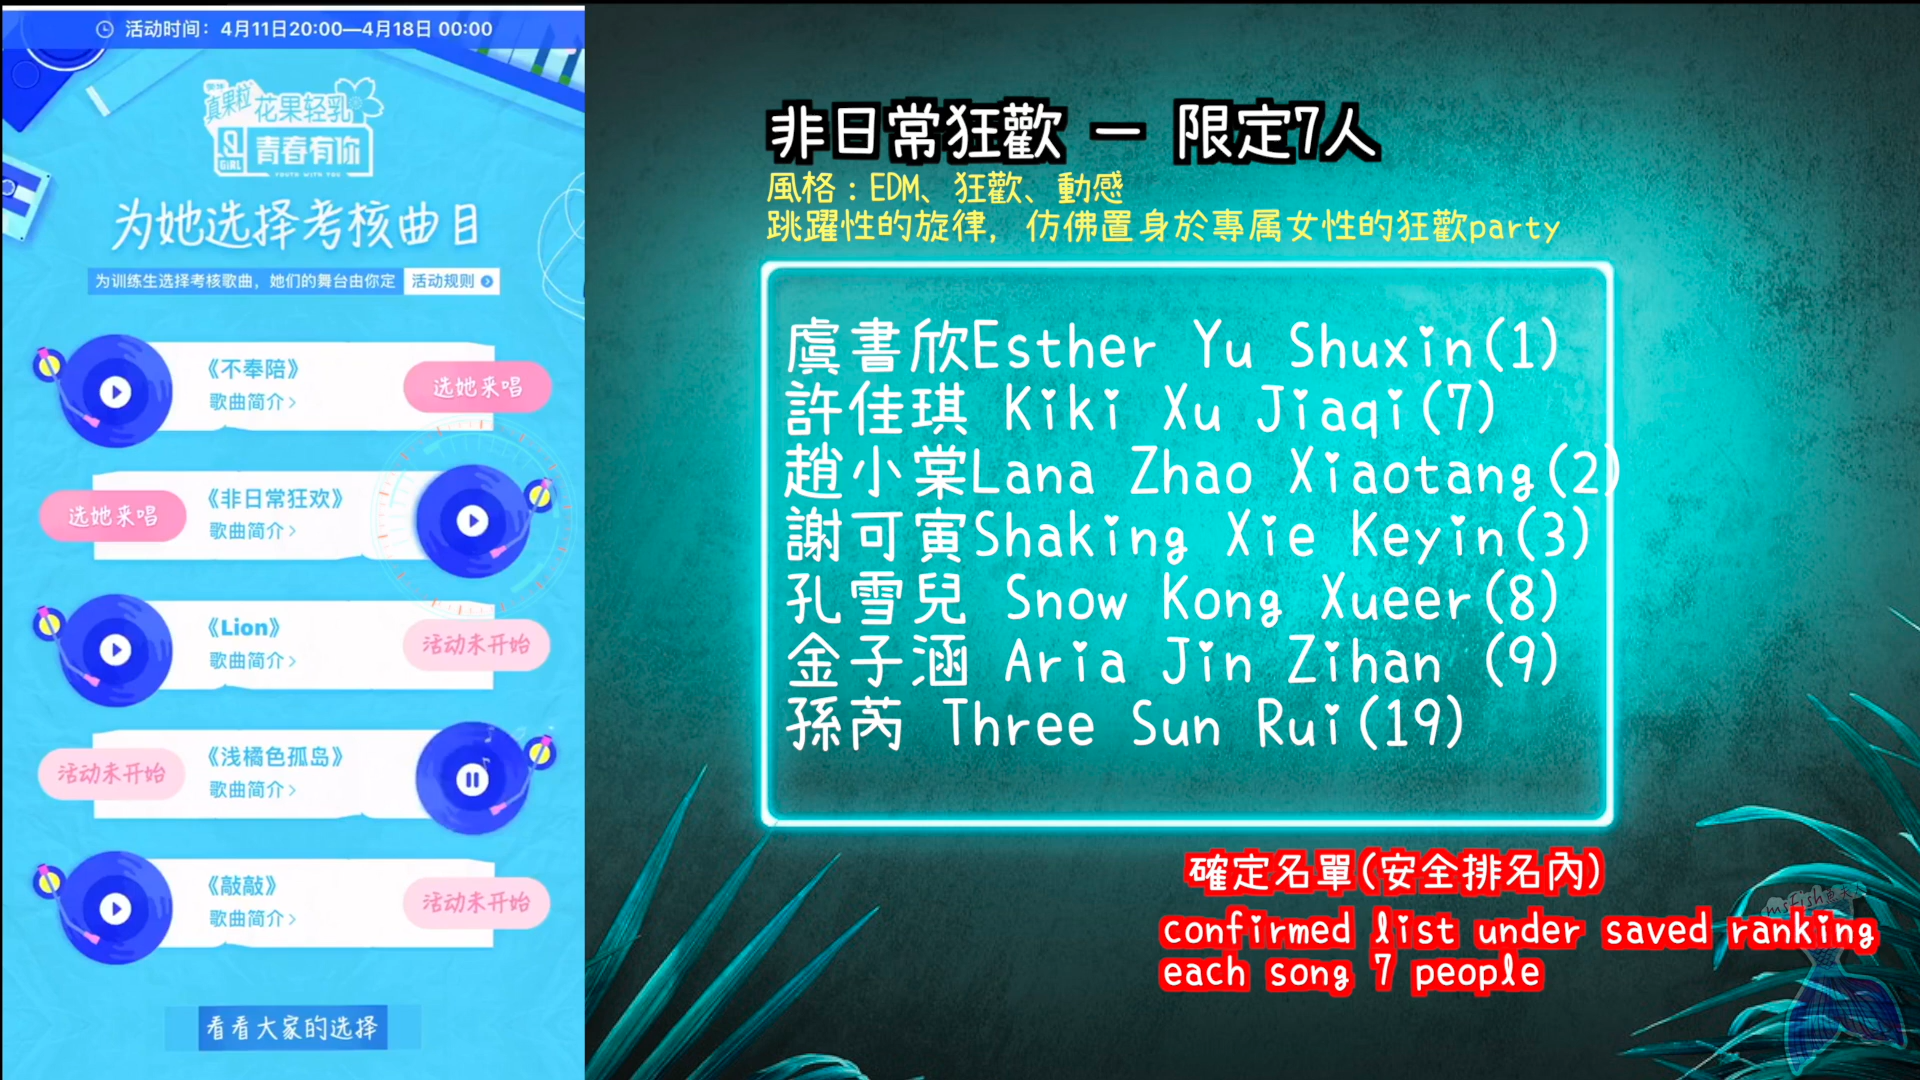 活动时间：4月11日20:00—4月18日 00:00
真果粒 花果轻乳
青春有你
YOUTH WITH YOU
为她选择考核曲目
为训练生选择考核歌曲，她们的舞台由你定 活动规则
《不奉陪》
歌曲简介
选她来唱
《非日常狂欢》
歌曲简介
选她来唱
《Lion》
歌曲简介
活动未开始
《浅橘色孤岛》
歌曲简介
活动未开始
《敲敲》
歌曲简介
活动未开始
看看大家的选择
非日常狂歡 — 限定7人
風格：EDM、狂歡、動感
跳躍性的旋律，仿佛置身於專属女性的狂歡party
虞書欣Esther Yu Shuxin(1)
許佳琪 Kiki Xu Jiaqi(7)
趙小棠Lana Zhao Xiaotang(2)
謝可寅Shaking Xie Keyin(3)
孔雪兒 Snow Kong Xueer(8)
金子涵 Aria Jin Zihan (9)
孫芮 Three Sun Rui(19)
確定名單(安全排名內)
confirmed list under saved ranking
each song 7 people